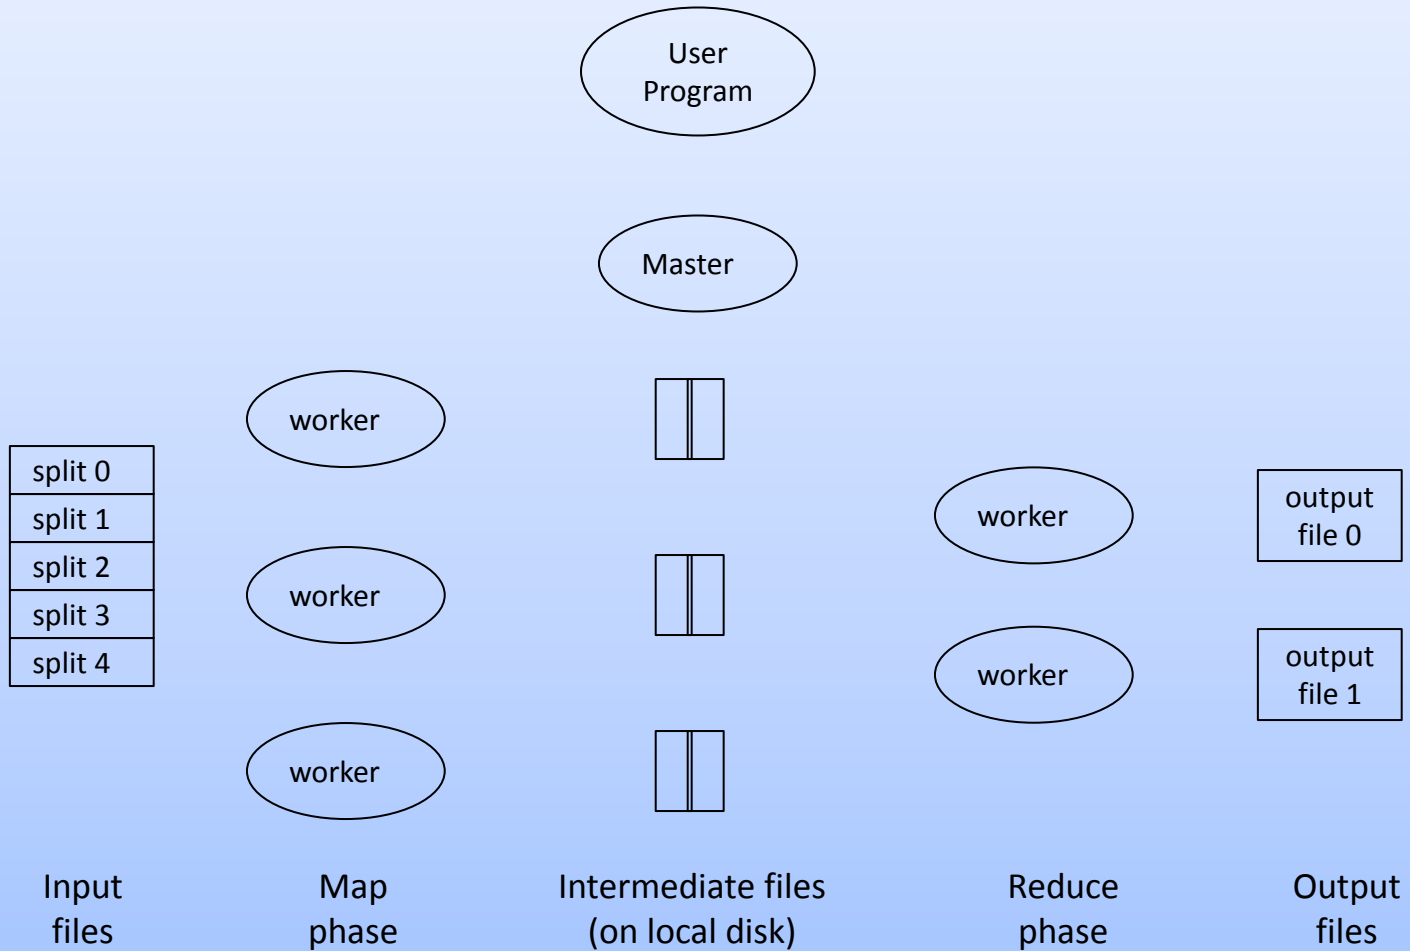 User
Program
Master
worker
split 0
split 1
split 2
split 3
split 4
worker
worker
worker
output
file 0
worker
output
file 1
Input
files
Map
phase
Intermediate files
(on local disk)
Reduce
phase
Output
files